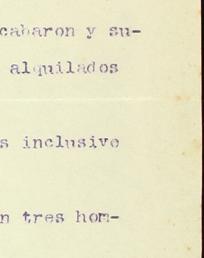 cabaron y su-
alquilados
s inclusive
n tres hom-